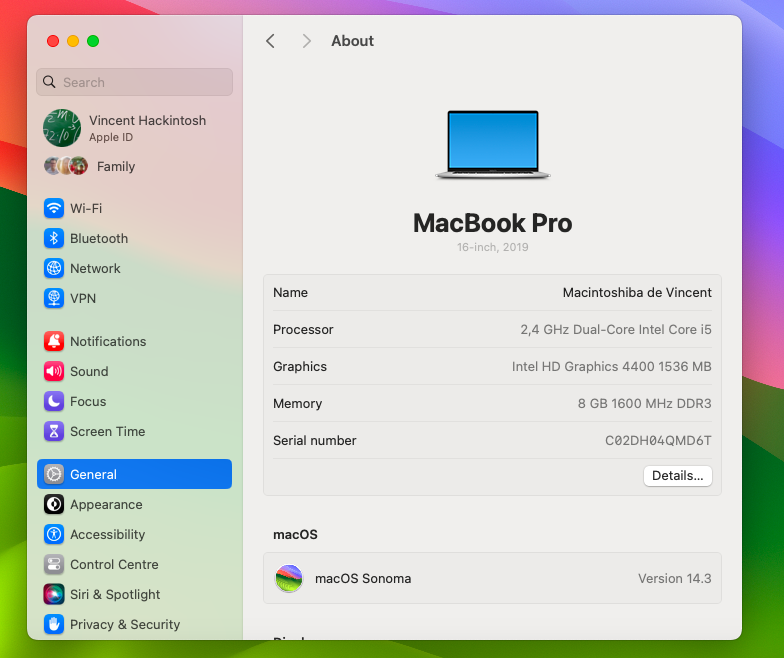 Search
Vincent Hackintosh
Apple ID
Family
Wi-Fi
Bluetooth
Network
VPN
Notifications
Sound
Focus
Screen Time
General
Appearance
Accessibility
Control Centre
Siri & Spotlight
Privacy & Security
About
MacBook Pro
16-inch, 2019
Name Macintoshiba de Vincent
Processor 2,4 GHz Dual-Core Intel Core i5
Graphics Intel HD Graphics 4400 1536 MB
Memory 8 GB 1600 MHz DDR3
Serial number C02DH04QMD6T
Details...
macOS
macOS Sonoma Version 14.3